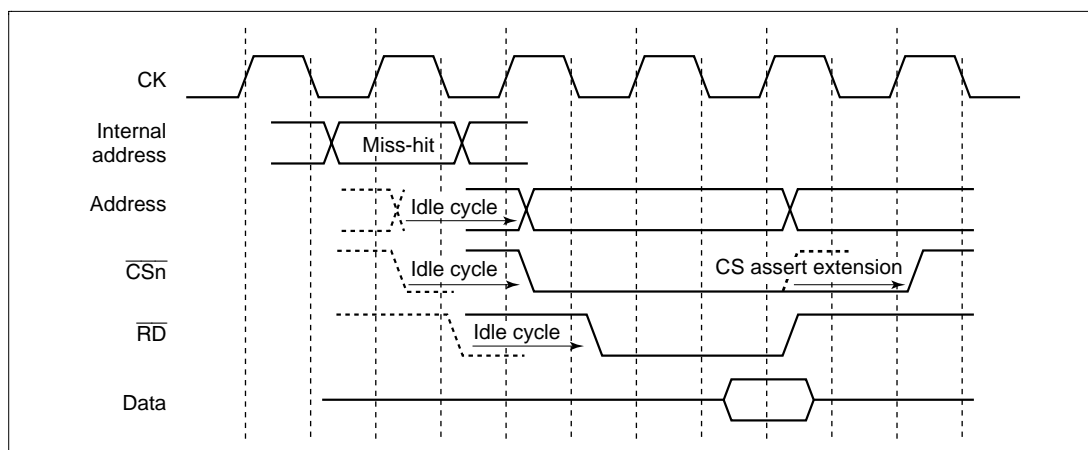 CK
Internal
address
Miss-hit
Address
Idle cycle
CSn
Idle cycle
CS assert extension
RD
Idle cycle
Data